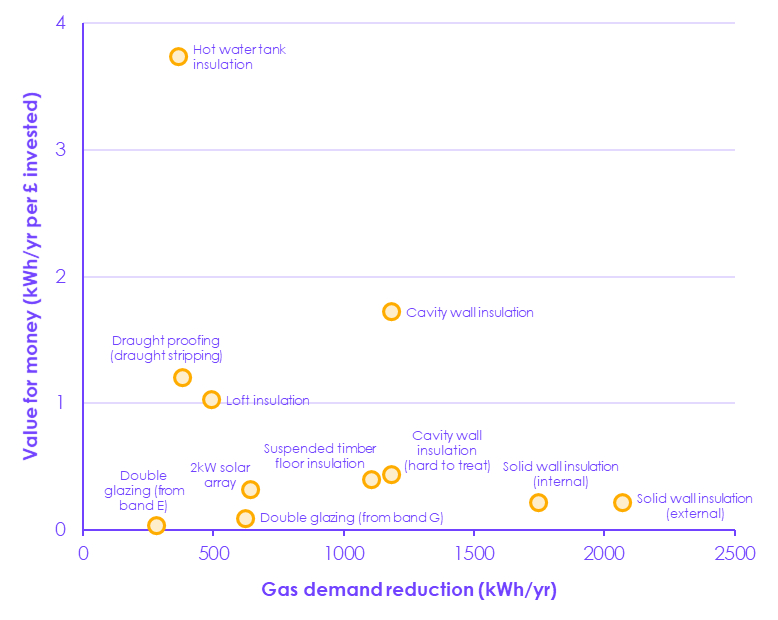 4
Hot water tank
insulation
3
Value for money (kWh/yr per £ invested)
2
Cavity wall insulation
Draught proofing
(draught stripping)
1
Loft insulation
Cavity wall
insulation
(hard to treat)
Suspended timber
floor insulation
2kW solar
array
Solid wall insulation
(internal)
Double
glazing (from
band E)
Solid wall insulation
(external)
Double glazing (from band G)
0
0
500
1000
1500
2000
2500
Gas demand reduction (kWh/yr)